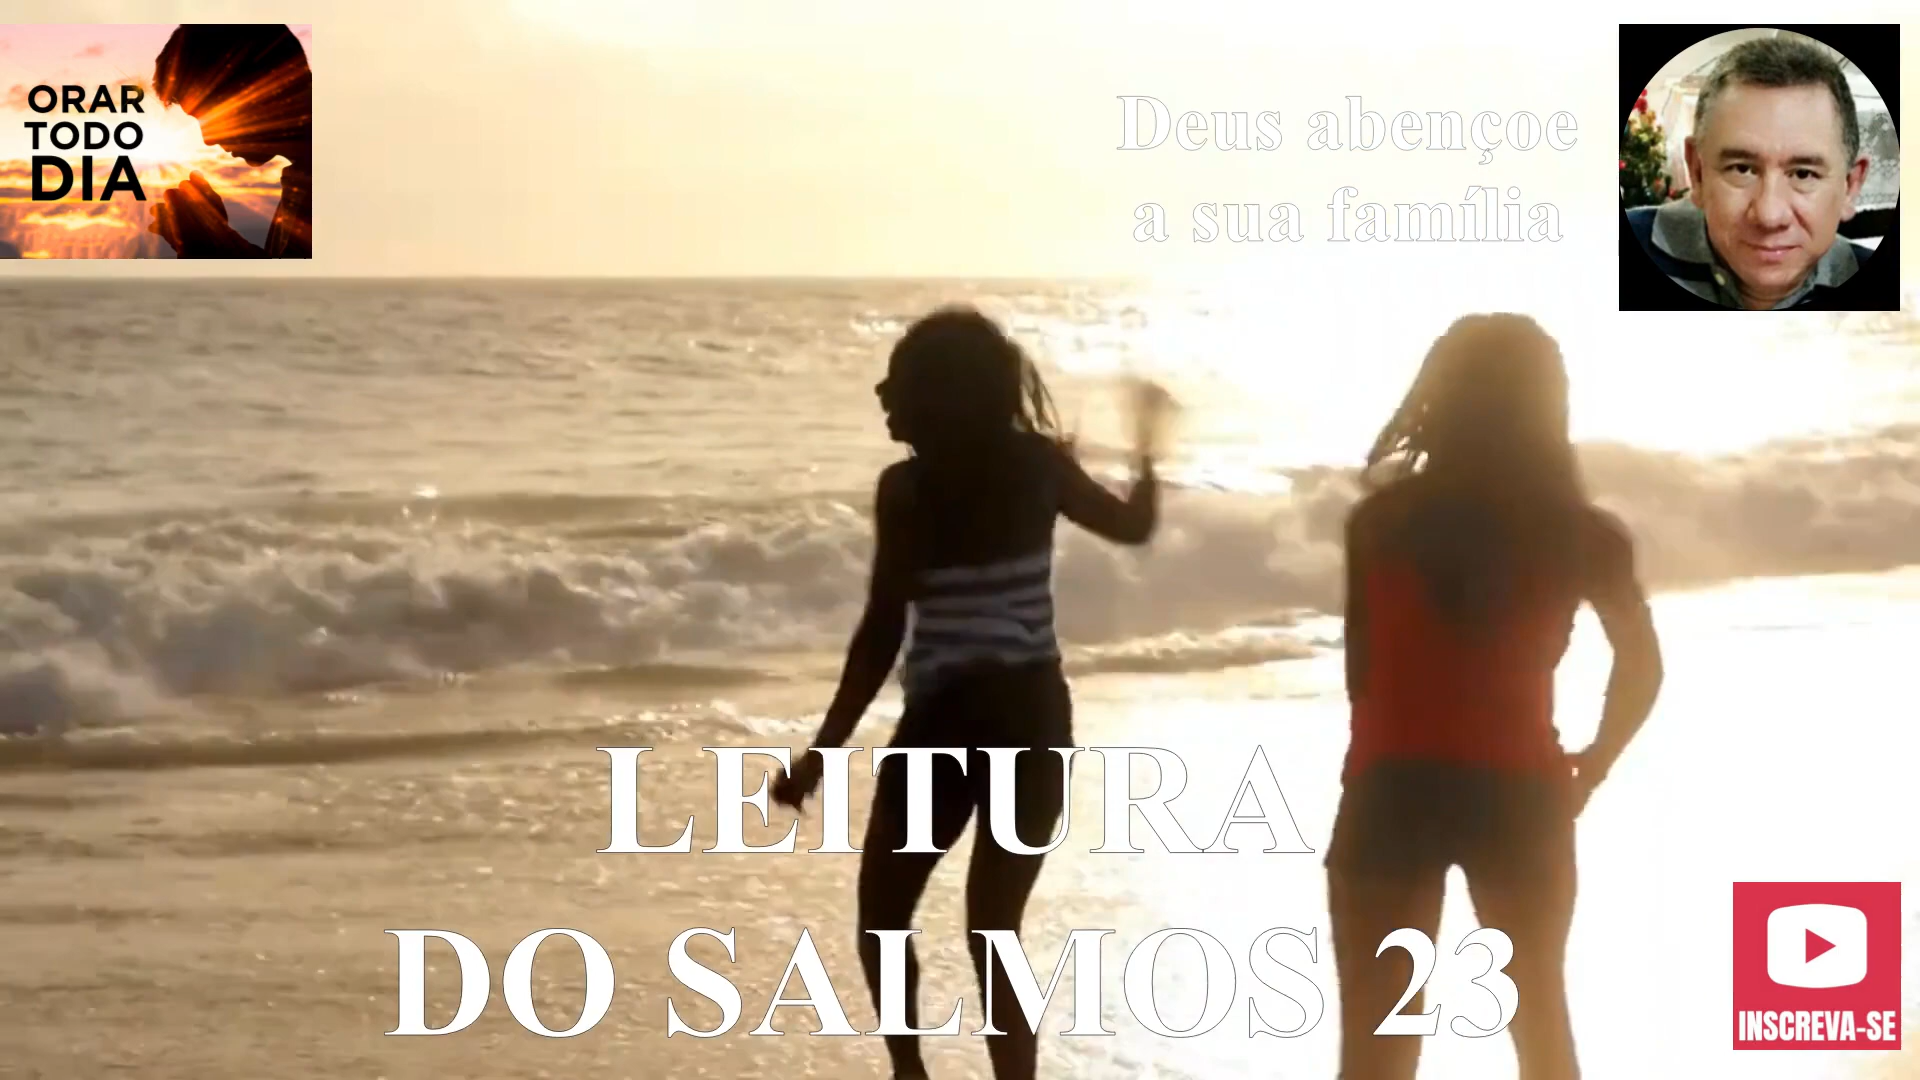 ORAR
TODO
DIA
Deus abençoe
a sua família
LEITURA
DO SALMOS 23
INSCREVA-SE